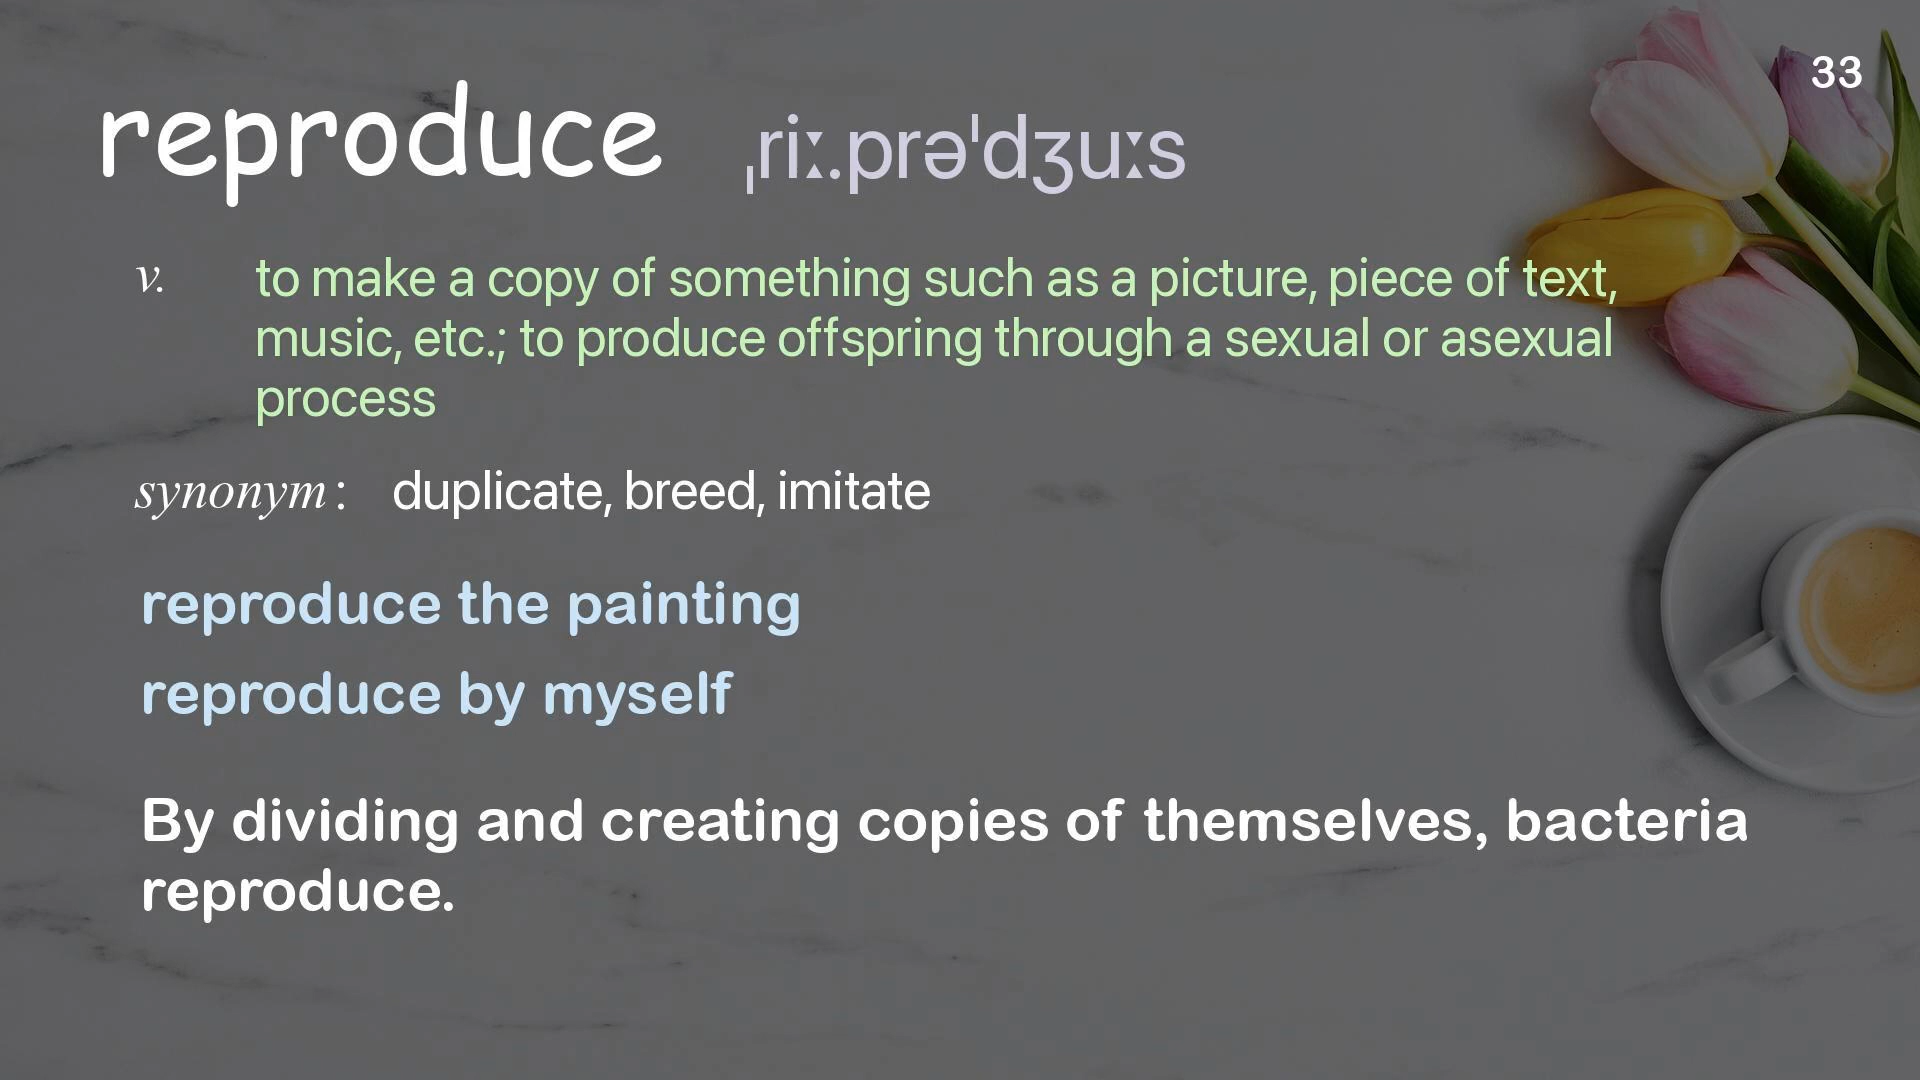 33
reproduce ˌriː.prəˈdʒuːs
v. to make a copy of something such as a picture, piece of text,
music, etc.; to produce offspring through a sexual or asexual
process
synonym : duplicate, breed, imitate
reproduce the painting
reproduce by myself
By dividing and creating copies of themselves, bacteria
reproduce.